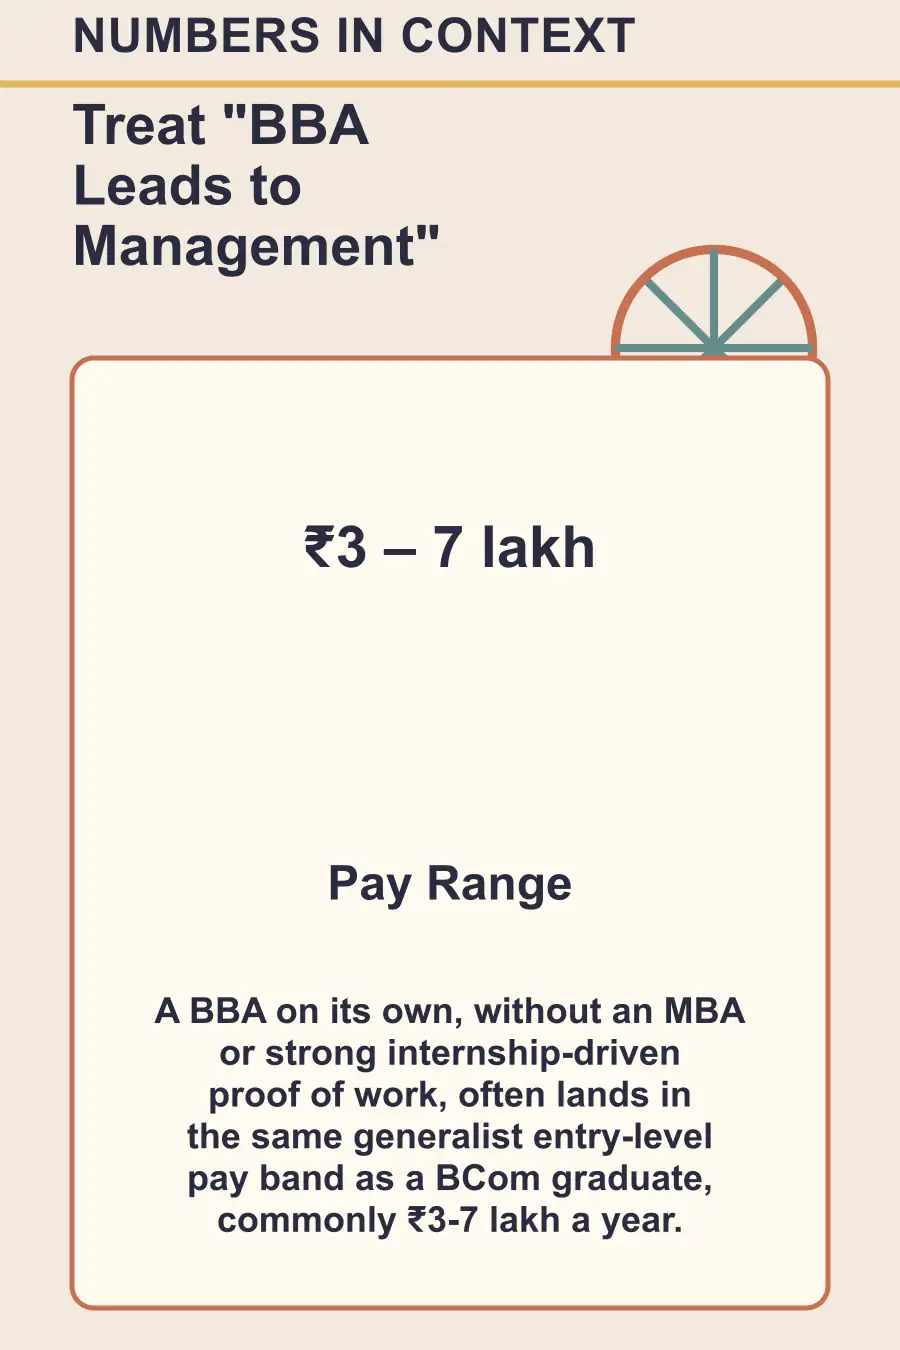 NUMBERS IN CONTEXT
Treat "BBA
Leads to
Management"
₹3 – 7 lakh
Pay Range
A BBA on its own, without an MBA
or strong internship-driven
proof of work, often lands in
the same generalist entry-level
pay band as a BCom graduate,
commonly ₹3-7 lakh a year.